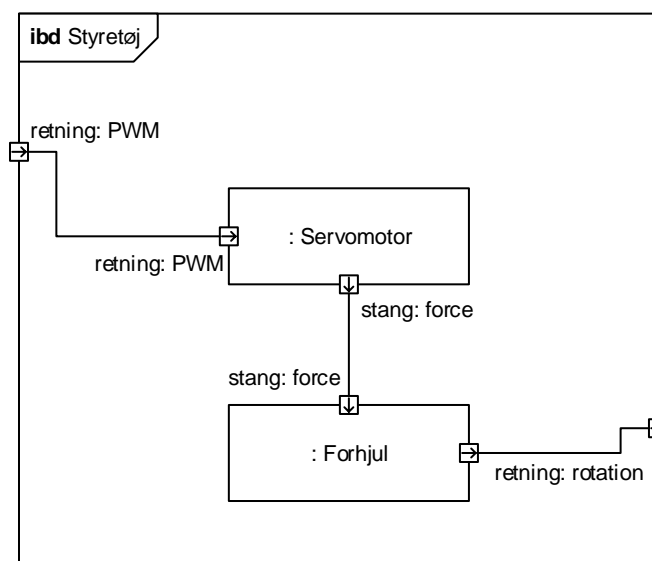 ibd Styretøj
retning: PWM
: Servomotor
retning: PWM
stang: force
stang: force
: Forhjul
retning: rotation